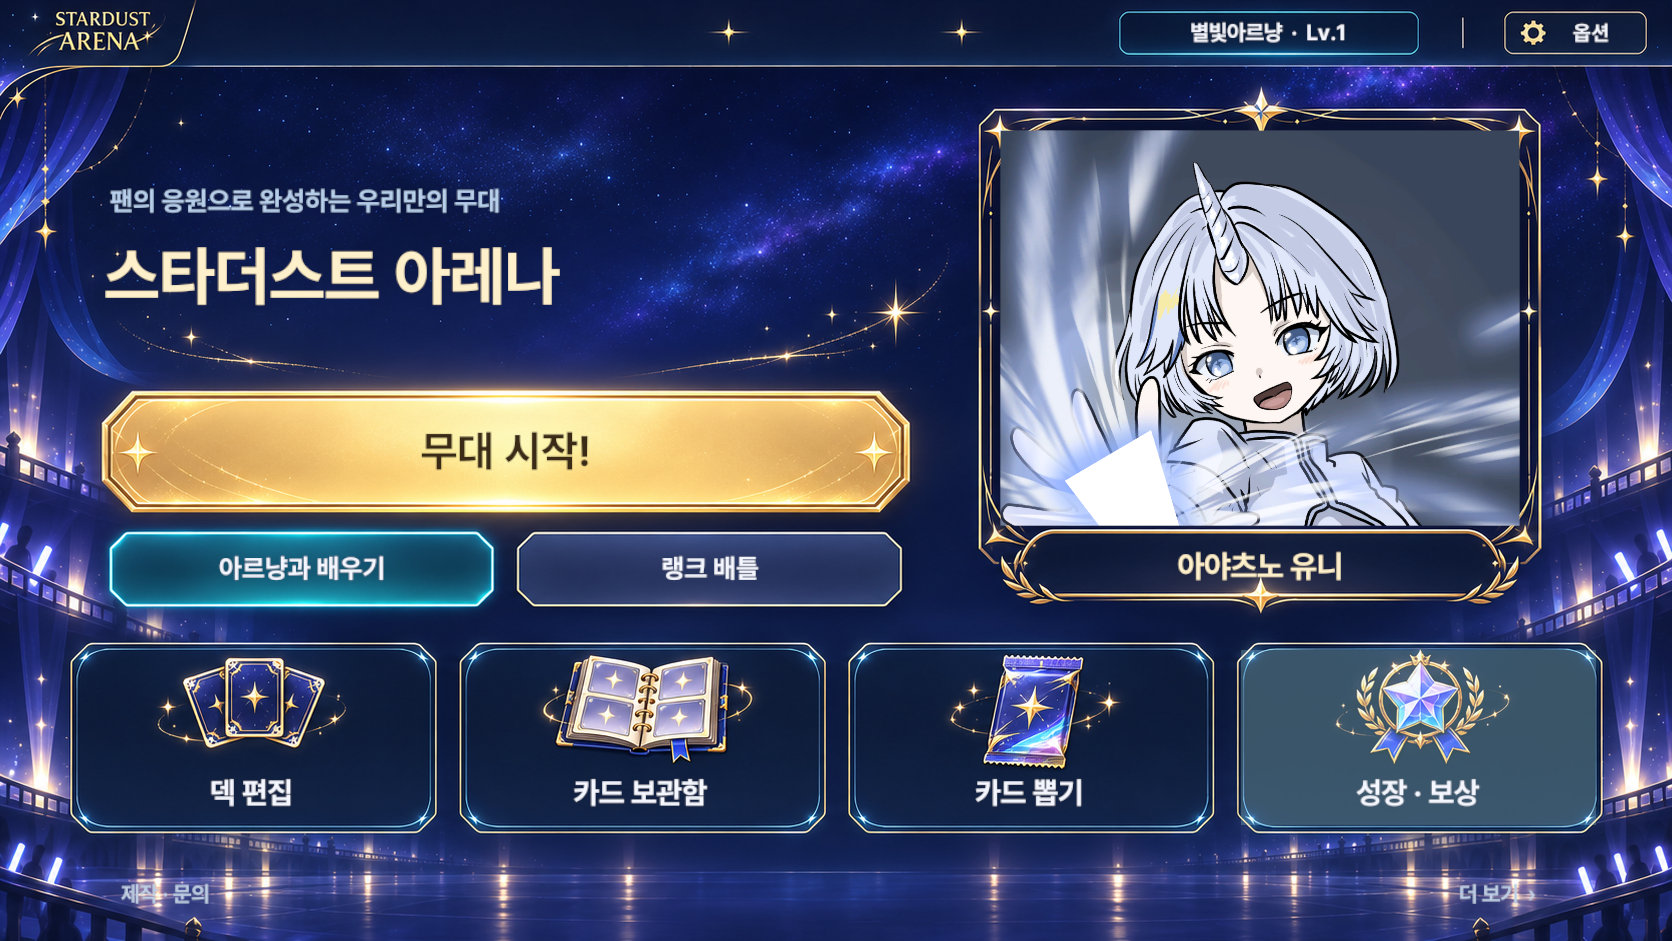 STARDUST
ARENA
별빛아르냥 · Lv.1
옵션
팬의 응원으로 완성하는 우리만의 무대
스타더스트 아레나
무대 시작!
아르냥과 배우기
랭크 배틀
아야츠노 유니
덱 편집
카드 보관함
카드 뽑기
성장 · 보상
제작 · 문의
더 보기 ›